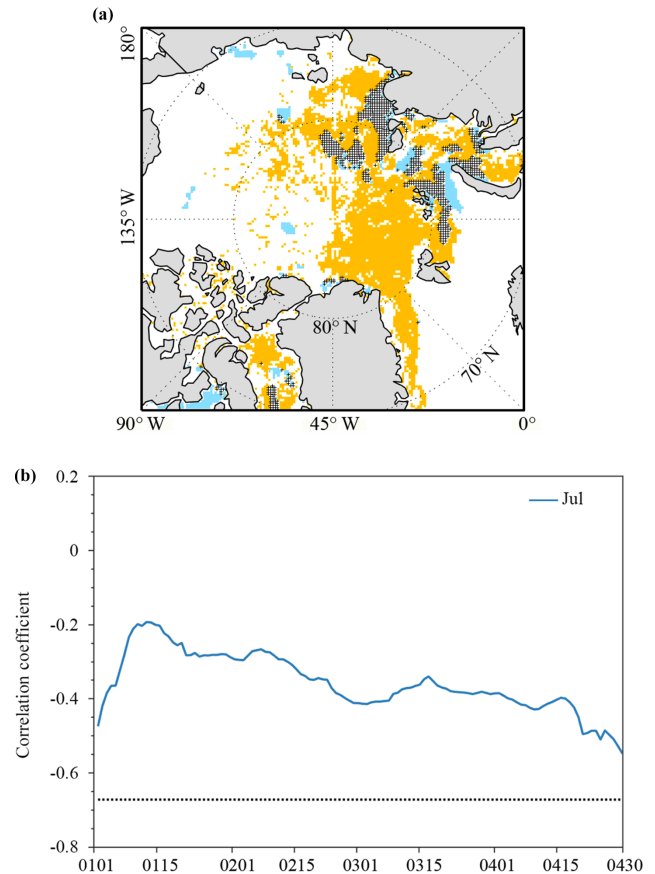 (a)
180°
135° W
80° N
70° N
90° W 45° W 0°
(b)
0.2
Jul
0
-0.2
Correlation coefficient
-0.4
-0.6
-0.8
0101 0115 0201 0215 0301 0315 0401 0415 0430